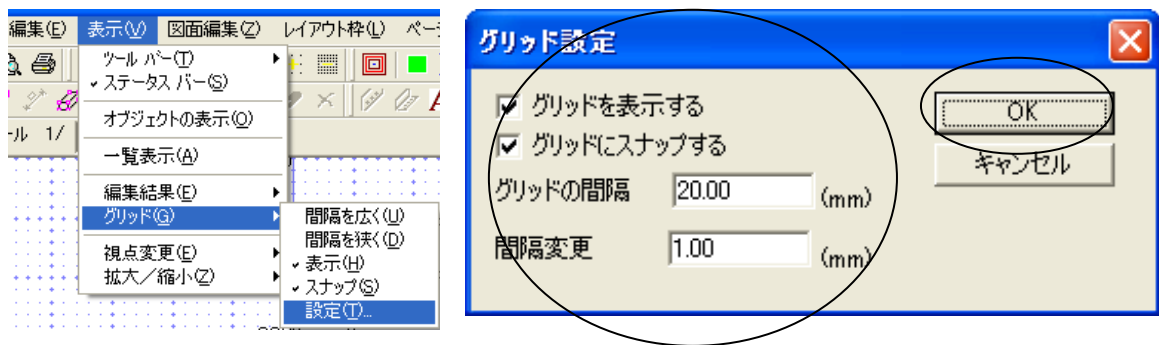 編集(E) 表示(V) 図面編集(Z) レイアウト枠(L)
ツール バー(T)
ステータス バー(S)
オブジェクトの表示(O)
1/
一覧表示(A)
編集結果(E)
グリッド(G)
視点変更(E)
拡大/縮小(Z)
間隔を広く(U)
間隔を狭く(D)
表示(H)
スナップ(S)
設定(T)...
グリッド設定
グリッドを表示する
グリッドにスナップする
グリッドの間隔 20.00 (mm)
間隔変更 1.00 (mm)
OK
キャンセル